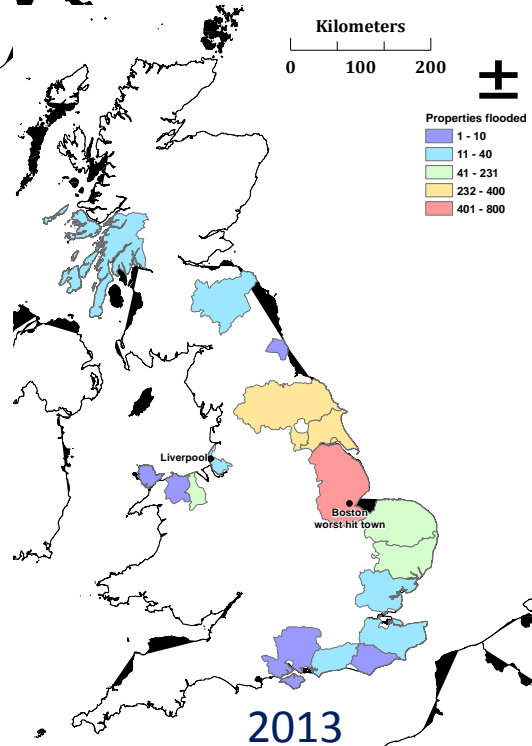 Kilometers
0 100 200
Properties flooded
1 - 10
11 - 40
41 - 231
232 - 400
401 - 800
Liverpool
Boston
worst-hit town
2013